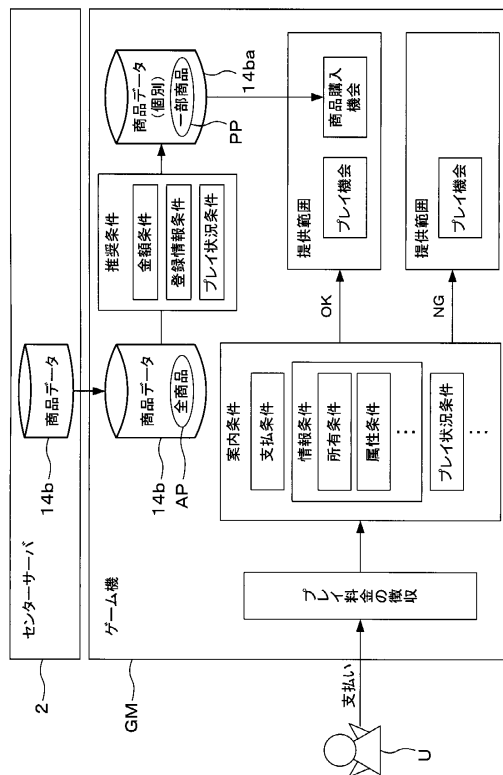 センターサーバ
2
商品データ
14b
ゲーム機
GM
商品データ
全商品
14b
AP
推奨条件
金額条件
登録情報条件
プレイ状況条件
商品データ
(個別)
一部商品
PP
14ba
U
支払い
プレイ料金の徴収
案内条件
支払条件
情報条件
所有条件
属性条件
⋮
プレイ状況条件
OK
NG
提供範囲
プレイ機会
商品購入
機会
提供範囲
プレイ機会